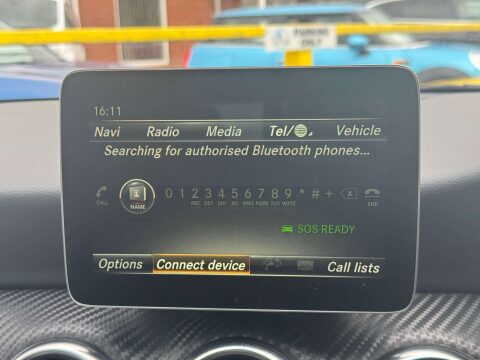 PARKING
ONLY
16:11
Navi Radio Media Tel/ Vehicle
Searching for authorised Bluetooth phones...
CALL NAME 0 1 2 3 4 5 6 7 8 9 * # + END
ABC DEF GHI JKL MNO PQRS TUV WXYZ
SOS READY
Options Connect device Call lists